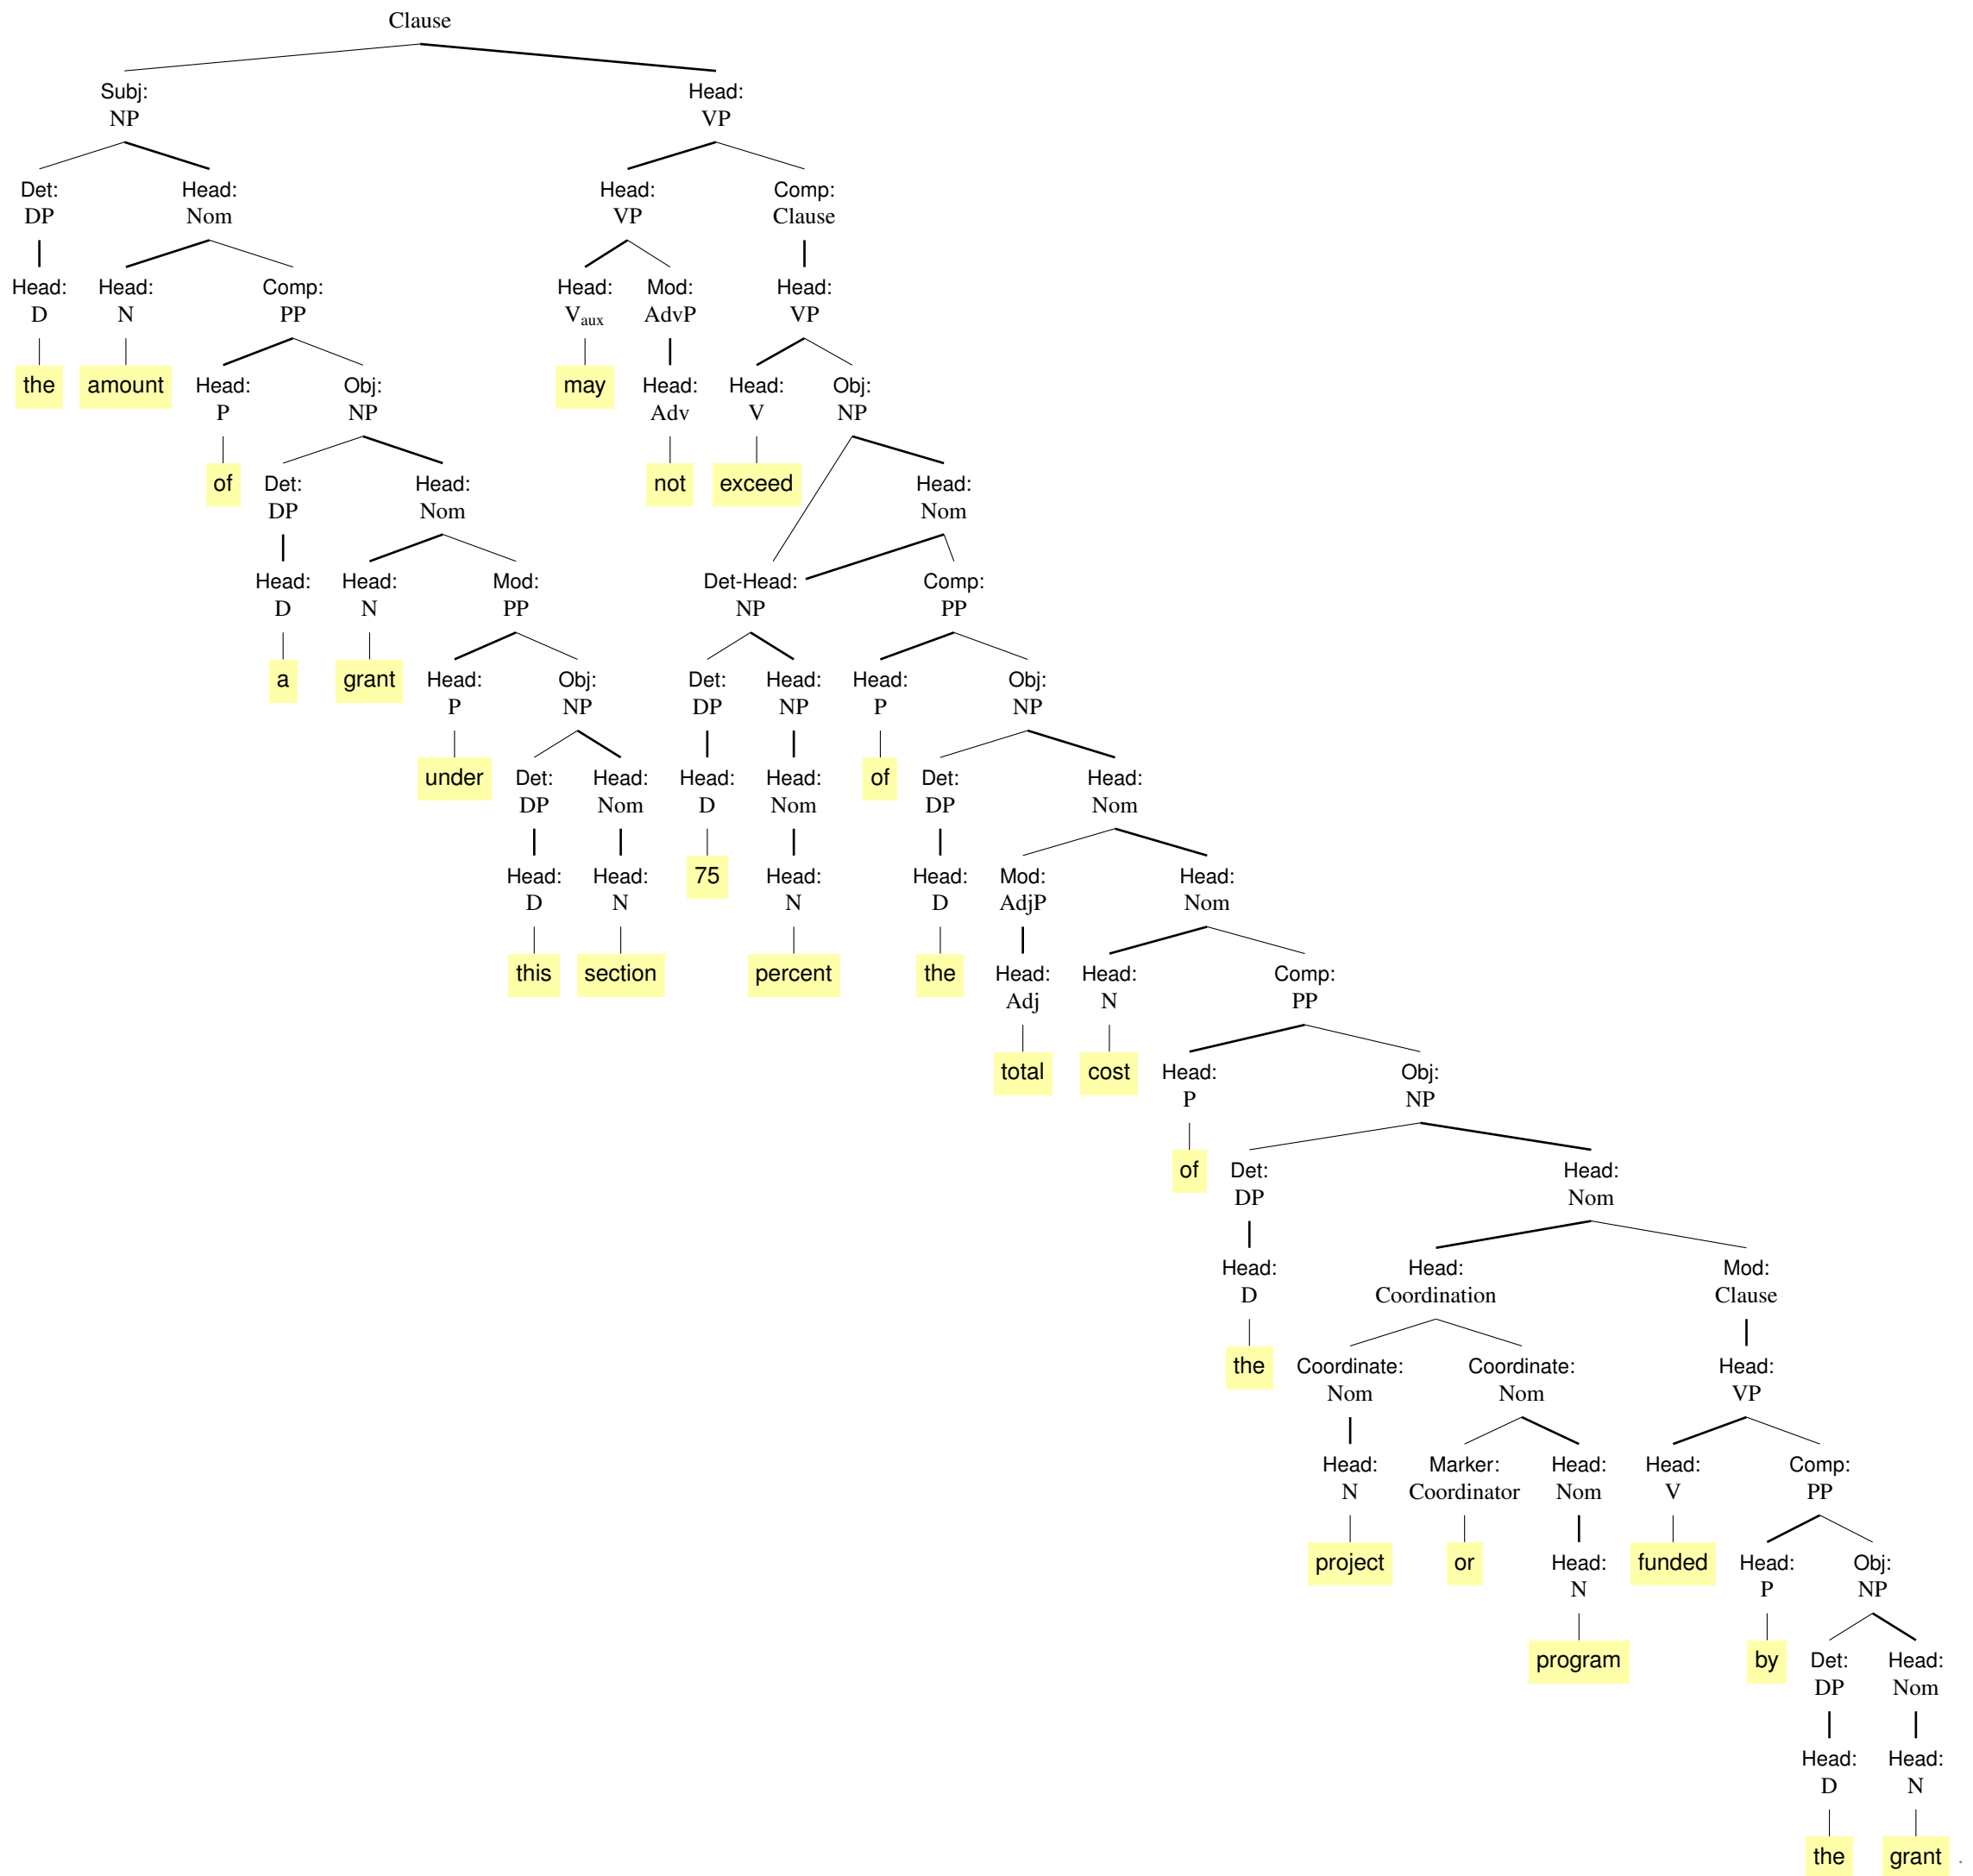 Clause
Subj: Head:
NP VP
Det: Head: Head: Comp:
DP Nom VP Clause
Head: Head: Comp: Head: Mod: Head:
D N PP Vaux AdvP VP
the amount Head: Obj: may Head: Head: Obj:
P NP Adv V NP
of Det: Head: not exceed Head:
DP Nom Nom
Head: Head: Mod: Det-Head: Comp:
D N PP NP PP
a grant Head: Obj: Det: Head: Head: Obj:
P NP DP NP P NP
under Det: Head: Head: Head: of Det: Head:
DP Nom D Nom DP Nom
Head: Head: 75 Head: Head: Mod: Head:
D N N D AdjP Nom
this section percent the Head: Head: Comp:
Adj N PP
total cost Head: Obj:
P NP
of Det: Head:
DP Nom
Head: Head: Mod:
D Coordination Clause
the Coordinate: Coordinate: Head:
Nom Nom VP
Head: Marker: Head: Head: Comp:
N Coordinator Nom V PP
project or Head: funded Head: Obj:
N P NP
program by Det: Head:
DP Nom
Head: Head:
D N
the grant .